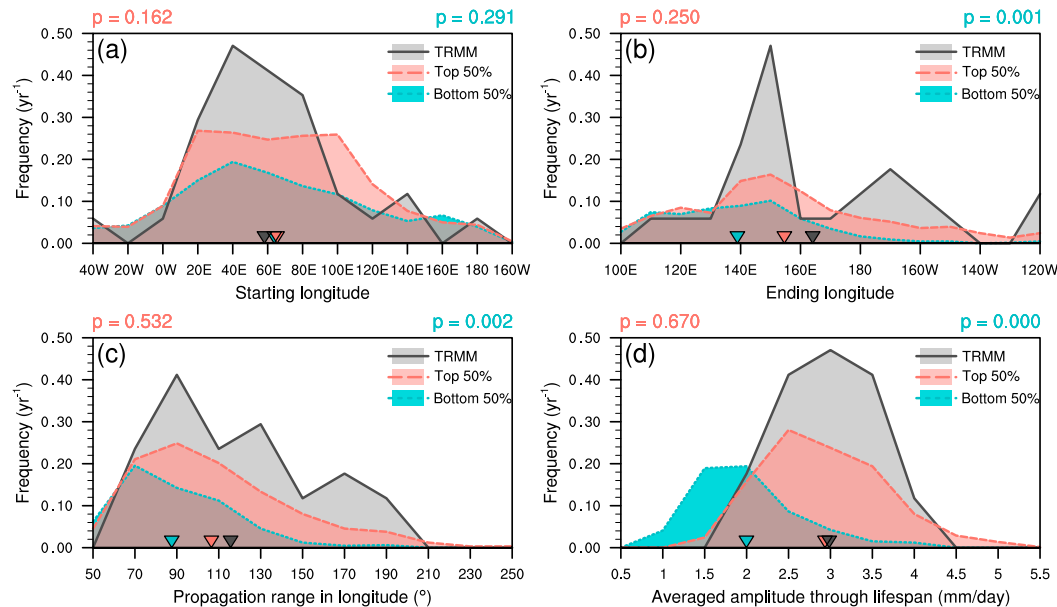 p = 0.162 p = 0.291
(a)
TRMM
Top 50%
Bottom 50%
Frequency (yr-1)
0.50
0.40
0.30
0.20
0.10
0.00
40W 20W 0W 20E 40E 60E 80E 100E 120E 140E 160E 180 160W
Starting longitude
p = 0.250 p = 0.001
(b)
TRMM
Top 50%
Bottom 50%
Frequency (yr-1)
0.50
0.40
0.30
0.20
0.10
0.00
100E 120E 140E 160E 180 160W 140W 120W
Ending longitude
p = 0.532 p = 0.002
(c)
TRMM
Top 50%
Bottom 50%
Frequency (yr-1)
0.50
0.40
0.30
0.20
0.10
0.00
50 70 90 110 130 150 170 190 210 230 250
Propagation range in longitude (°)
p = 0.670 p = 0.000
(d)
TRMM
Top 50%
Bottom 50%
Frequency (yr-1)
0.50
0.40
0.30
0.20
0.10
0.00
0.5 1 1.5 2 2.5 3 3.5 4 4.5 5 5.5
Averaged amplitude through lifespan (mm/day)